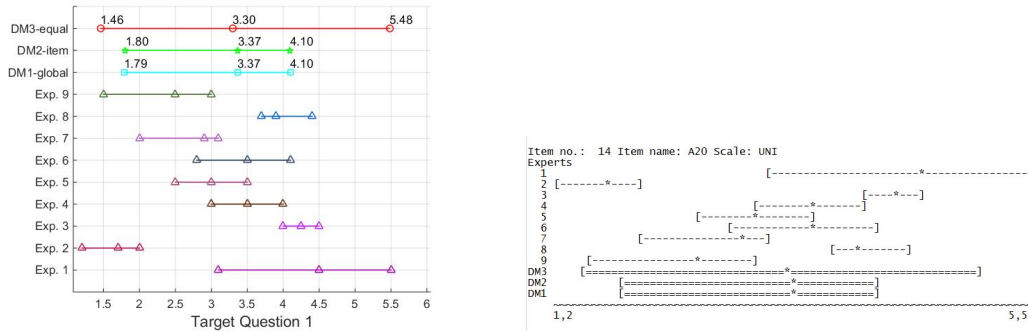 DM3-equal
DM2-item
DM1-global
Exp. 9
Exp. 8
Exp. 7
Exp. 6
Exp. 5
Exp. 4
Exp. 3
Exp. 2
Exp. 1
1.46 3.30 5.48
1.80 3.37 4.10
1.79 3.37 4.10
1.5 2 2.5 3 3.5 4 4.5 5 5.5 6
Target Question 1
Item no.: 14 Item name: A20 Scale: UNI
Experts
1 [----------------*---------------
2 [------*----]
3 [----*---]
4 [-------*------]
5 [-------*-------]
6 [----------*--------]
7 [--------------*---]
8 [---*-------]
9 [--------------*-------]
DM3 [===========================*==========================]
DM2 [=======================*===========]
DM1 [=======================*===========]
1,2 5,5